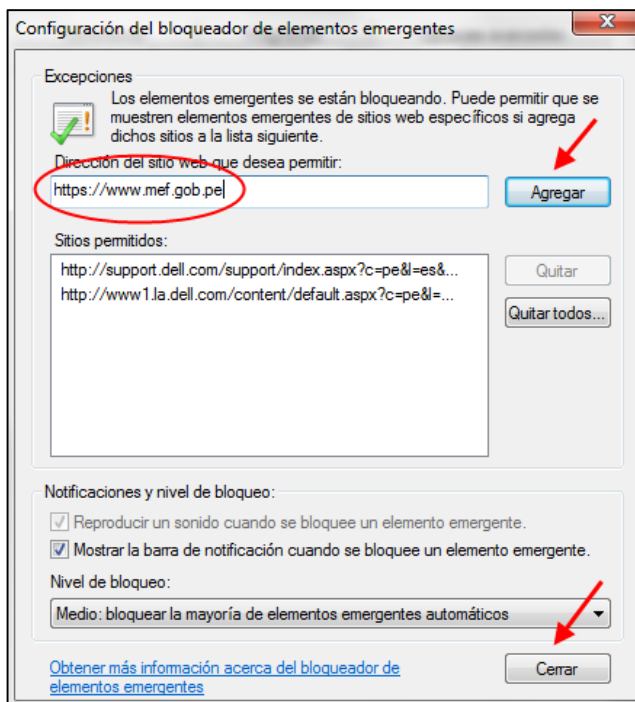 Configuración del bloqueador de elementos emergentes
Excepciones
Los elementos emergentes se están bloqueando. Puede permitir que se
muestren elementos emergentes de sitios web específicos si agrega
dichos sitios a la lista siguiente.
Dirección del sitio web que desea permitir:
https://www.mef.gob.pe
Agregar
Sitios permitidos:
http://support.dell.com/support/index.aspx?c=pe&l=es&...
http://www1.la.dell.com/content/default.aspx?c=pe&l=...
Quitar
Quitar todos...
Notificaciones y nivel de bloqueo:
Reproducir un sonido cuando se bloquee un elemento emergente.
Mostrar la barra de notificación cuando se bloquee un elemento emergente.
Nivel de bloqueo:
Medio: bloquear la mayoría de elementos emergentes automáticos
Obtener más información acerca del bloqueador de
elementos emergentes
Cerrar